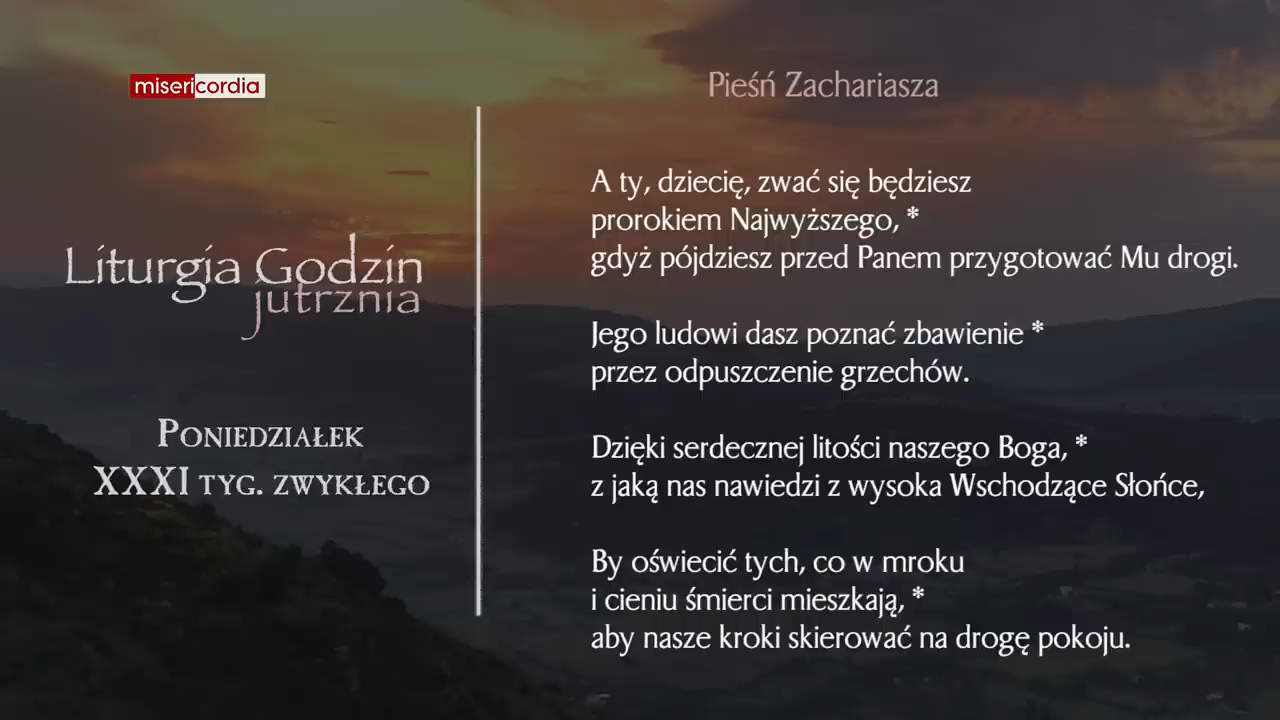 misericordia
Liturgia Godzin
jutrznia
Poniedziałek
XXXI tyg. zwykłego
Pieśń Zachariasza
A ty, dziecię, zwać się będziesz
prorokiem Najwyższego, *
gdyż pójdziesz przed Panem przygotować Mu drogi.
Jego ludowi dasz poznać zbawienie *
przez odpuszczenie grzechów.
Dzięki serdecznej litości naszego Boga, *
z jaką nas nawiedzi z wysoka Wschodzące Słońce,
By oświecić tych, co w mroku
i cieniu śmierci mieszkają, *
aby nasze kroki skierować na drogę pokoju.